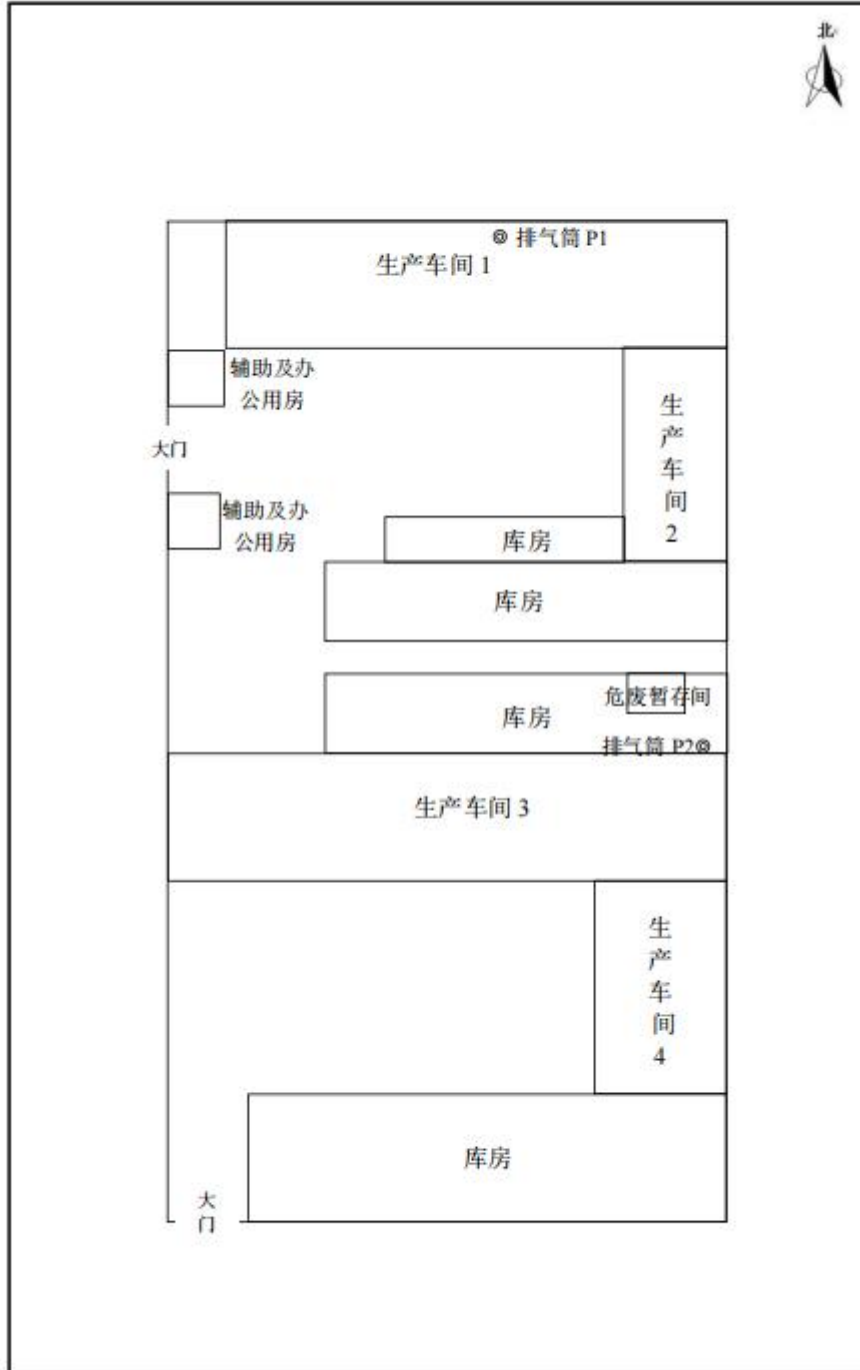 北
排气筒 P1
生产车间 1
辅助及办
公用房
大门
生
产
车
间
2
辅助及办
公用房
库房
库房
危废暂存间
库房
排气筒 P2
生产车间 3
生
产
车
间
4
库房
大
门